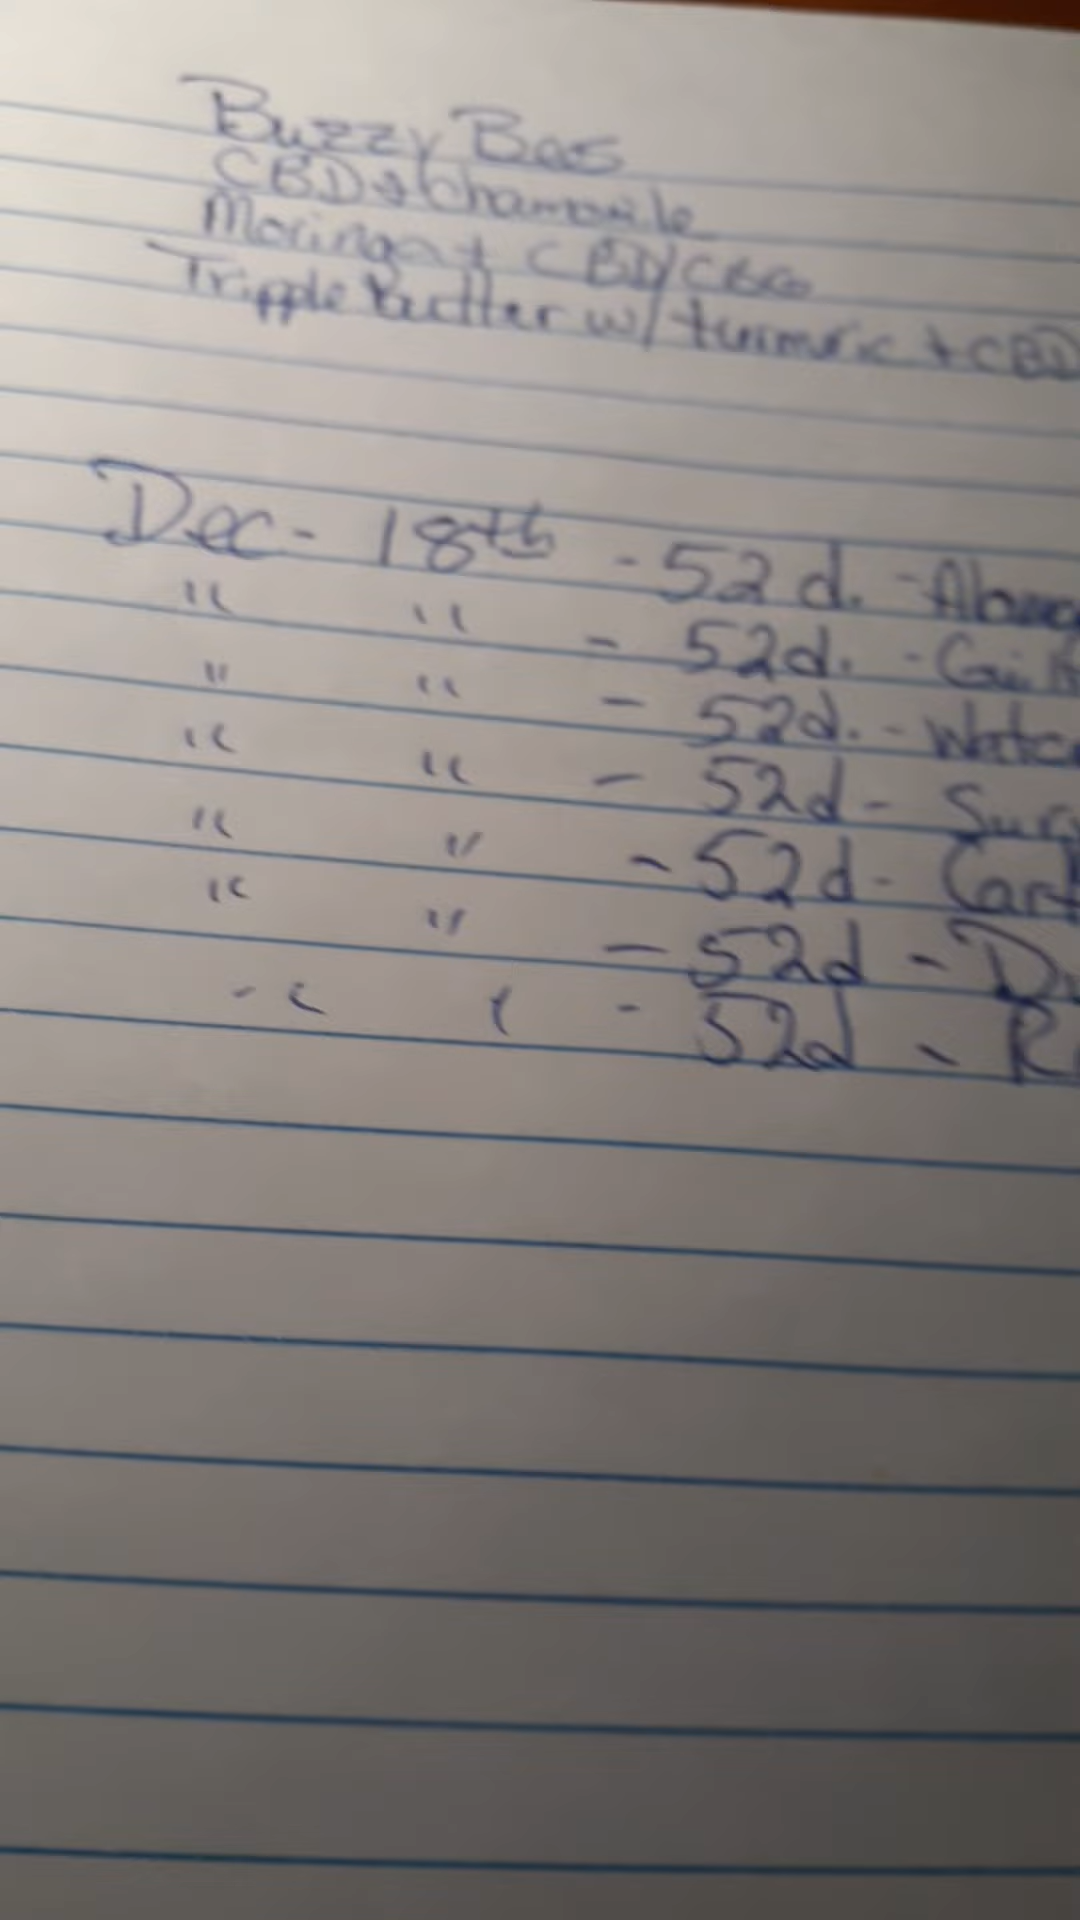 Buzzy Bees
CBD & Chamomile
Moringa + CBD/CBG
Tripple Butter w/ turmeric + CBD
Dec - 18th - 52 d. -
" " - 52d. -
" " - 52d. -
" " - 52d -
" " - 52d -
" " - 52d -
" " - 52d -